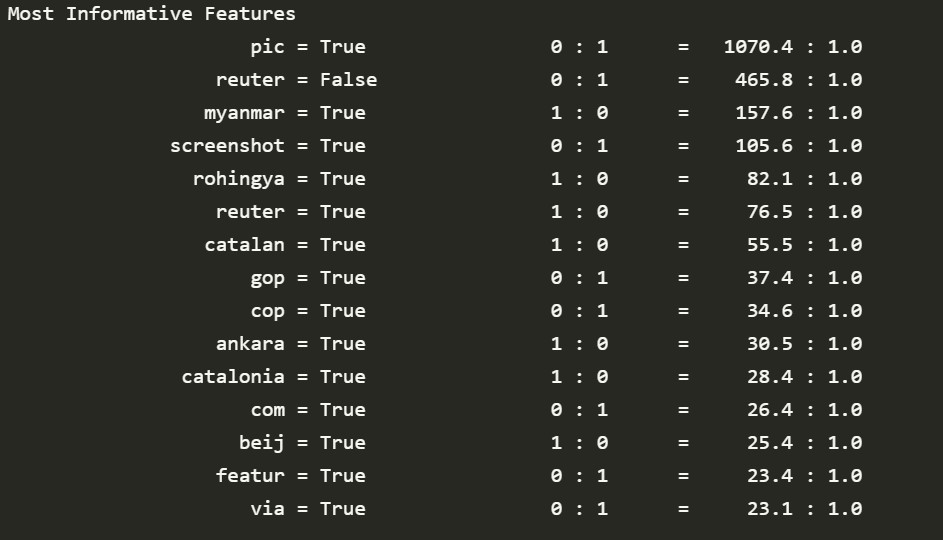 Most Informative Features
pic = True 0 : 1 = 1070.4 : 1.0
reuter = False 0 : 1 = 465.8 : 1.0
myanmar = True 1 : 0 = 157.6 : 1.0
screenshot = True 0 : 1 = 105.6 : 1.0
rohingya = True 1 : 0 = 82.1 : 1.0
reuter = True 1 : 0 = 76.5 : 1.0
catalan = True 1 : 0 = 55.5 : 1.0
gop = True 0 : 1 = 37.4 : 1.0
cop = True 0 : 1 = 34.6 : 1.0
ankara = True 1 : 0 = 30.5 : 1.0
catalonia = True 1 : 0 = 28.4 : 1.0
com = True 0 : 1 = 26.4 : 1.0
beij = True 1 : 0 = 25.4 : 1.0
featur = True 0 : 1 = 23.4 : 1.0
via = True 0 : 1 = 23.1 : 1.0